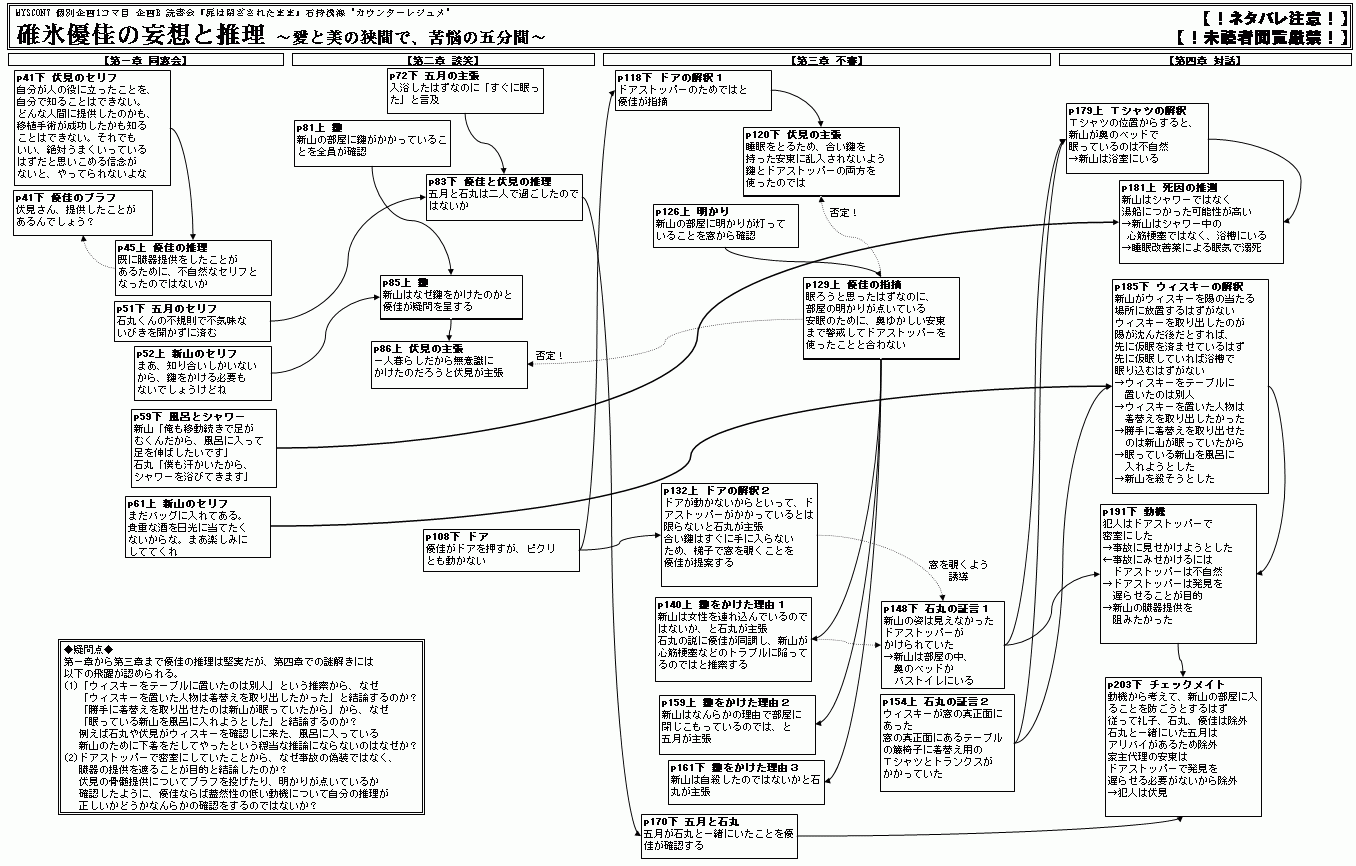 MYSCON7 個別企画1コマ目 企画B 読書会『扉は閉ざされたまま』石持浅海 "カウンターレジュメ"
碓氷優佳の妄想と推理 ～愛と美の狭間で、苦悩の五分間～
【！ネタバレ注意！】
【！未読者閲覧厳禁！】
【第一章 同窓会】
p41下 伏見のセリフ
自分が人の役に立ったことを、
自分で知ることはできない。
どんな人間に提供したのかも、
移植手術が成功したかも知る
ことはできない。それでも
いい、絶対うまくいっている
はずだと思いこめる信念が
ないと、やってられないよな
p41下 優佳のブラフ
伏見さん、提供したことが
あるんでしょう？
p45上 優佳の推理
既に臓器提供をしたことが
あるために、不自然なセリフと
なったのではないか
p51下 五月のセリフ
石丸くんの不規則で不気味な
いびきを聞かずに済む
p52上 新山のセリフ
まあ、知り合いしかいない
から、鍵をかける必要も
ないでしょうけどね
p59下 風呂とシャワー
新山「俺も移動続きで足が
むくんだから、風呂に入って
足を伸ばしたいです」
石丸「僕も汗かいたから、
シャワーを浴びてきます」
p61上 新山のセリフ
まだバッグに入れてある。
貴重な酒を日光に当てたく
ないからな。まあ楽しみに
しててくれ
【第二章 談笑】
p72下 五月の主張
入浴したはずなのに「すぐに眠っ
た」と言及
p81上 鍵
新山の部屋に鍵がかかっているこ
とを全員が確認
p83下 優佳と伏見の推理
五月と石丸は二人で過ごしたので
はないか
p85上 鍵
新山はなぜ鍵をかけたのかと
優佳が疑問を呈する
p86上 伏見の主張
一人暮らしだから無意識に
かけたのだろうと伏見が主張
否定！
p108下 ドア
優佳がドアを押すが、ピクリ
とも動かない
【第三章 不審】
p118下 ドアの解釈１
ドアストッパーのためではと
優佳が指摘
p120下 伏見の主張
睡眠をとるため、合い鍵を
持った安東に乱入されないよう
鍵とドアストッパーの両方を
使ったのでは
p126上 明かり
新山の部屋に明かりが灯って
いることを窓から確認
否定！
p129上 優佳の指摘
眠ろうと思ったはずなのに、
部屋の明かりが点いている
安眠のために、奥ゆかしい安東
まで警戒してドアストッパーを
使ったことと合わない
p132上 ドアの解釈２
ドアが動かないからといって、ド
アストッパーがかかっているとは
限らないと石丸が主張
合い鍵はすぐに手に入らない
ため、梯子で窓を覗くことを
優佳が提案する
窓を覗くよう
誘導
p140上 鍵をかけた理由１
新山は女性を連れ込んでいるので
はないか、と石丸が主張
石丸の説に優佳が同調し、新山が
心筋梗塞などのトラブルに陥って
るのではと推察する
p148下 石丸の証言１
新山の姿は見えなかった
ドアストッパーが
かけられていた
→新山は部屋の中、
奥のベッドか
バストイレにいる
p159上 鍵をかけた理由２
新山はなんらかの理由で部屋に
閉じこもっているのでは、と
五月が主張
p154上 石丸の証言２
ウィスキーが窓の真正面に
あった
窓の真正面にあるテーブル
の籐椅子に着替え用の
Ｔシャツとトランクスが
かかっていた
p161下 鍵をかけた理由３
新山は自殺したのではないかと石
丸が主張
p170下 五月と石丸
五月が石丸と一緒にいたことを優
佳が確認する
【第四章 対話】
p179上 Ｔシャツの解釈
Ｔシャツの位置からすると、
新山が奥のベッドで
眠っているのは不自然
→新山は浴室にいる
p181上 死因の推測
新山はシャワーではなく
湯船につかった可能性が高い
→新山はシャワー中の
心筋梗塞ではなく、浴槽にいる
→睡眠改善薬による眠気で溺死
p185下 ウィスキーの解釈
新山がウィスキーを陽の当たる
場所に放置するはずがない
ウィスキーを取り出したのが
陽が沈んだ後だとすれば、
先に仮眠を済ませているはず
先に仮眠していれば浴槽で
眠り込むはずがない
→ウィスキーをテーブルに
置いたのは別人
→ウィスキーを置いた人物は
着替えを取り出したかった
→勝手に着替えを取り出せた
のは新山が眠っていたから
→眠っている新山を風呂に
入れようとした
→新山を殺そうとした
p191下 動機
犯人はドアストッパーで
密室にした
→事故に見せかけようとした
←事故にみせかけるには
ドアストッパーは不自然
→ドアストッパーは発見を
遅らせることが目的
→新山の臓器提供を
阻みたかった
p203下 チェックメイト
動機から考えて、新山の部屋に入
ることを防ごうとするはず
従って礼子、石丸、優佳は除外
石丸と一緒にいた五月は
アリバイがあるため除外
家主代理の安東は
ドアストッパーで発見を
遅らせる必要がないから除外
→犯人は伏見
◆疑問点◆
第一章から第三章まで優佳の推理は堅実だが、第四章での謎解きには
以下の飛躍が認められる。
(1)「ウィスキーをテーブルに置いたのは別人」という推察から、なぜ
「ウィスキーを置いた人物は着替えを取り出したかった」と結論するのか？
「勝手に着替えを取り出せたのは新山が眠っていたから」から、なぜ
「眠っている新山を風呂に入れようとした」と結論するのか？
例えば石丸や伏見がウィスキーを確認しに来た、風呂に入っている
新山のために下着をだしてやったという穏当な推論にならないのはなぜか？
(2)ドアストッパーで密室にしていたことから、なぜ事故の偽装ではなく、
臓器の提供を遮ることが目的と結論したのか？
伏見の骨髄提供についてブラフを投げたり、明かりが点いているか
確認したように、優佳ならば蓋然性の低い動機について自分の推理が
正しいかどうかなんらかの確認をするのではないか？